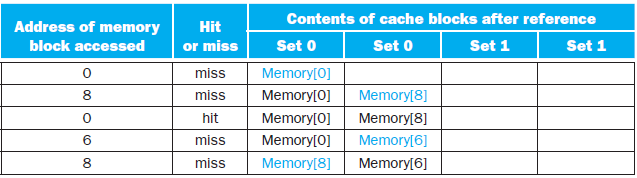 Address of memory block accessed | Hit or miss | Contents of cache blocks after reference
Set 0 | Set 0 | Set 1 | Set 1
0 | miss | Memory[0] | | |
8 | miss | Memory[0] | Memory[8] | |
0 | hit | Memory[0] | Memory[8] | |
6 | miss | Memory[0] | Memory[6] | |
8 | miss | Memory[8] | Memory[6] | |